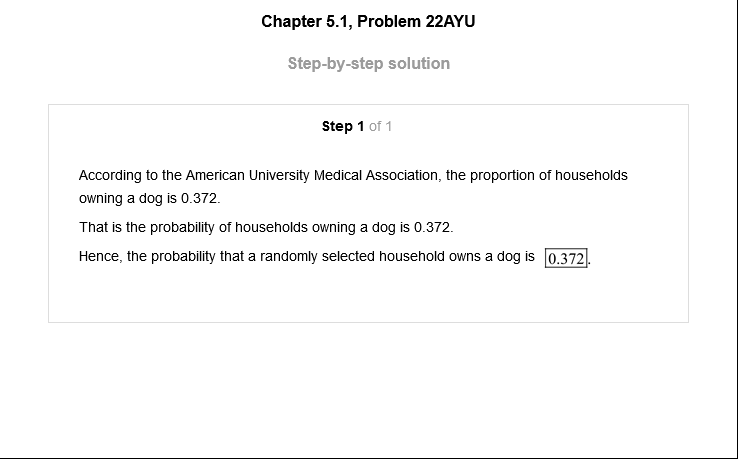 Chapter 5.1, Problem 22AYU
Step-by-step solution
Step 1 of 1
According to the American University Medical Association, the proportion of households
owning a dog is 0.372.
That is the probability of households owning a dog is 0.372.
Hence, the probability that a randomly selected household owns a dog is 0.372.